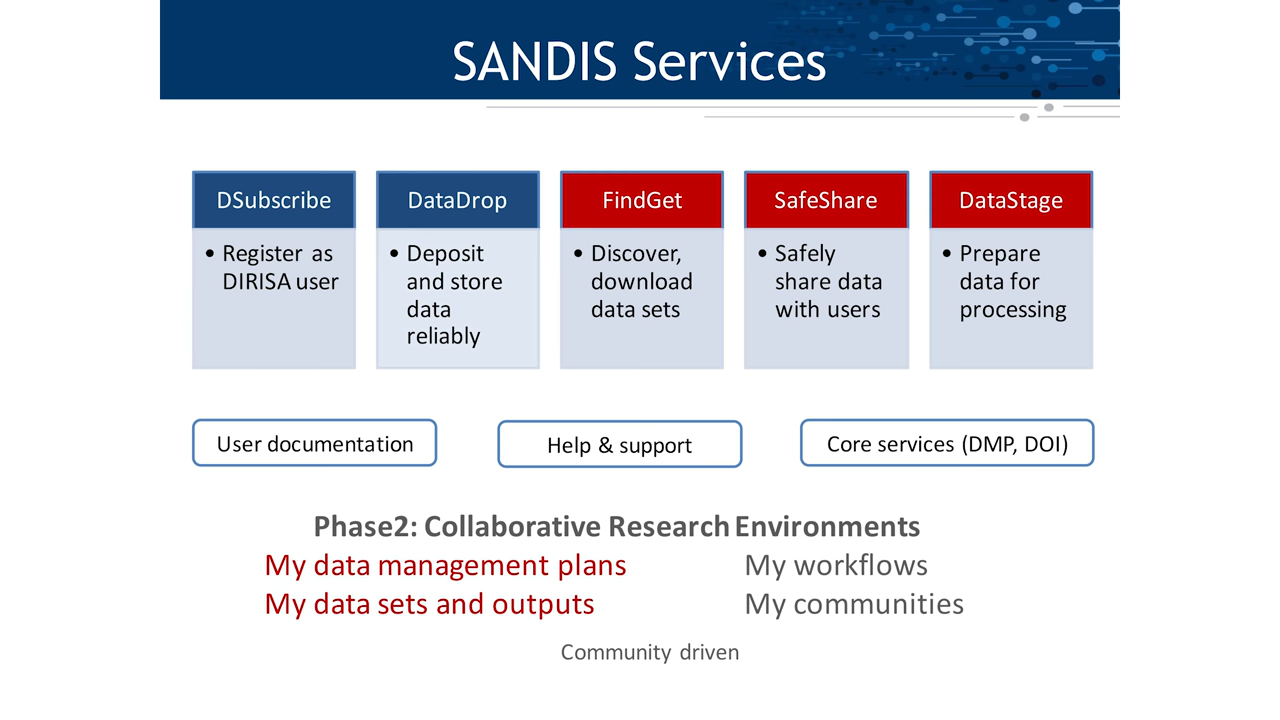 SANDIS Services
DSubscribe
• Register as
DIRISA user
DataDrop
• Deposit
and store
data
reliably
FindGet
• Discover,
download
data sets
SafeShare
• Safely
share data
with users
DataStage
• Prepare
data for
processing
User documentation
Help & support
Core services (DMP, DOI)
Phase2: Collaborative Research Environments
My data management plans
My workflows
My data sets and outputs
My communities
Community driven